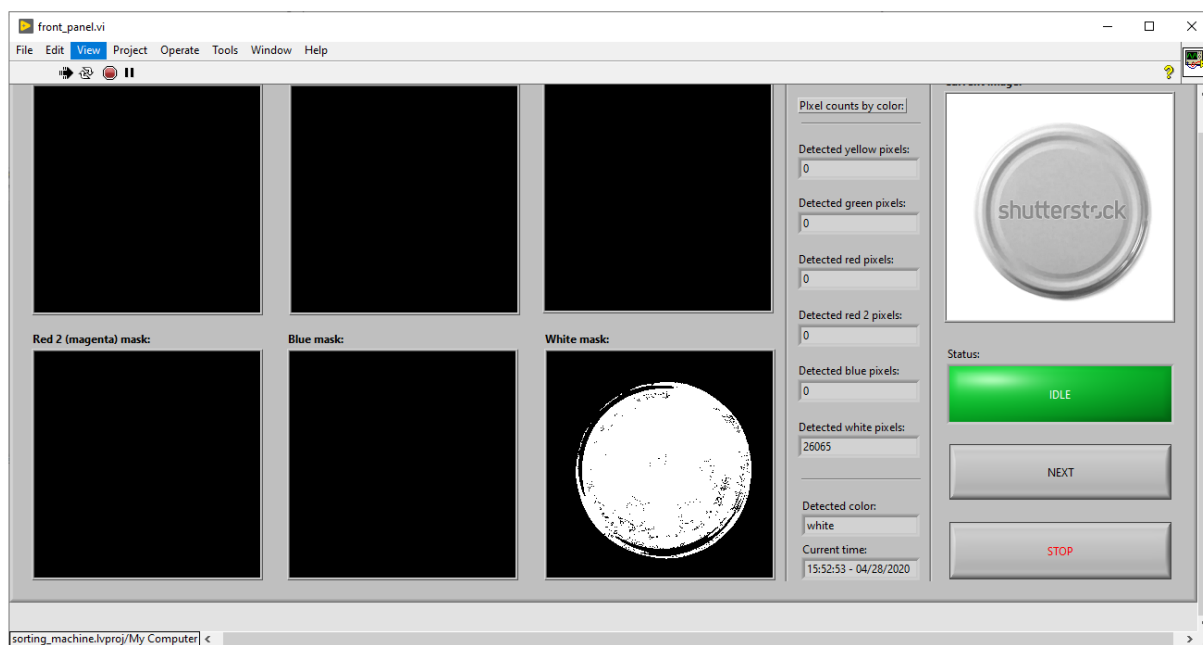 front_panel.vi
File Edit View Project Operate Tools Window Help
Current image:
PIxel counts by color:
Detected yellow pixels:
0
Detected green pixels:
0
Detected red pixels:
0
Detected red 2 pixels:
0
Detected blue pixels:
0
Detected white pixels:
26065
Detected color:
white
Current time:
15:52:53 - 04/28/2020
shutterstock
Red 2 (magenta) mask:
Blue mask:
White mask:
Status:
IDLE
NEXT
STOP
sorting_machine.lvproj/My Computer